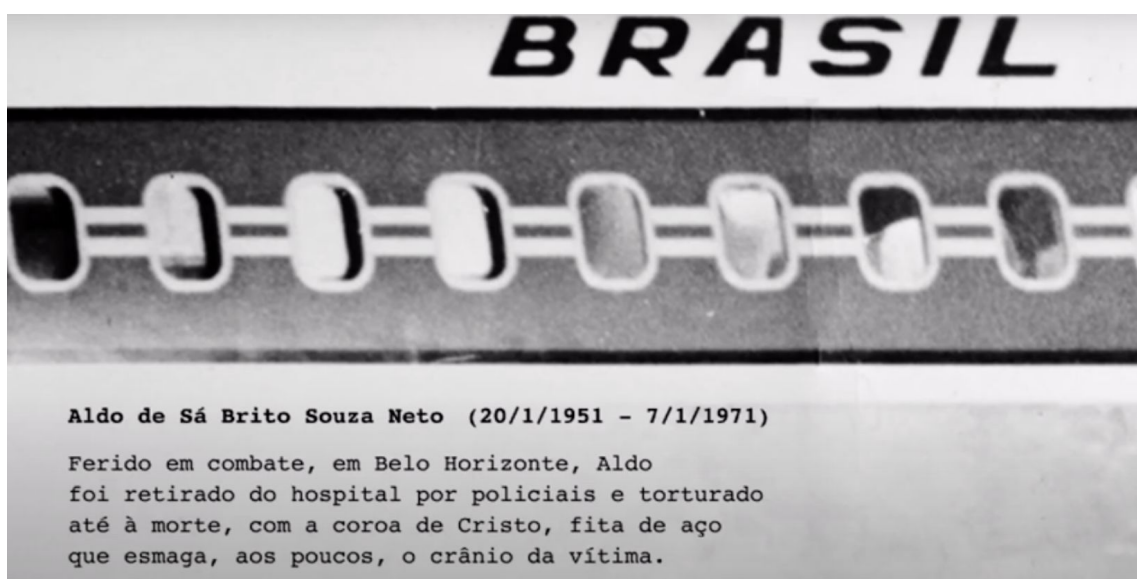 BRASIL
Aldo de Sá Brito Souza Neto (20/1/1951 – 7/1/1971)
Ferido em combate, em Belo Horizonte, Aldo
foi retirado do hospital por policiais e torturado
até à morte, com a coroa de Cristo, fita de aço
que esmaga, aos poucos, o crânio da vítima.